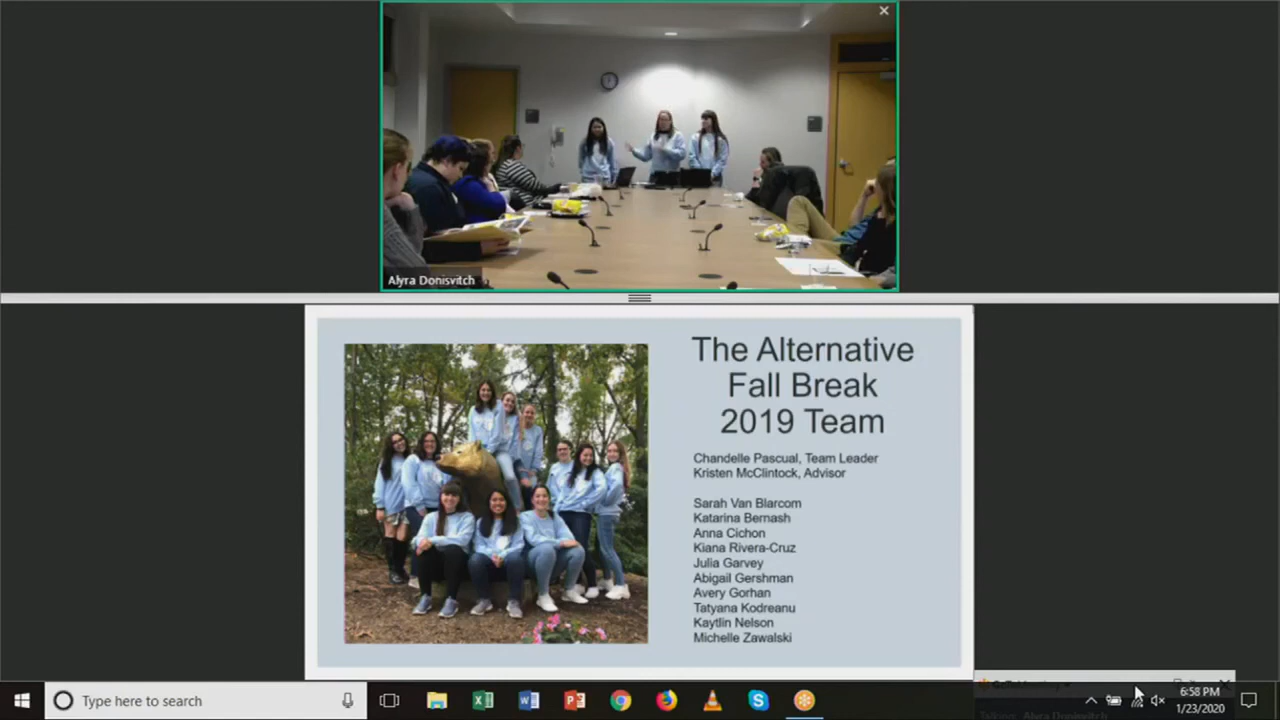 Alyra Donisvitch
The Alternative
Fall Break
2019 Team
Chandelle Pascual, Team Leader
Kristen McClintock, Advisor
Sarah Van Blarcom
Katarina Bernash
Anna Cichon
Kiana Rivera-Cruz
Julia Garvey
Abigail Gershman
Avery Gorhan
Tatyana Kodreanu
Kaytlin Nelson
Michelle Zawalski
Type here to search
6:58 PM
1/23/2020